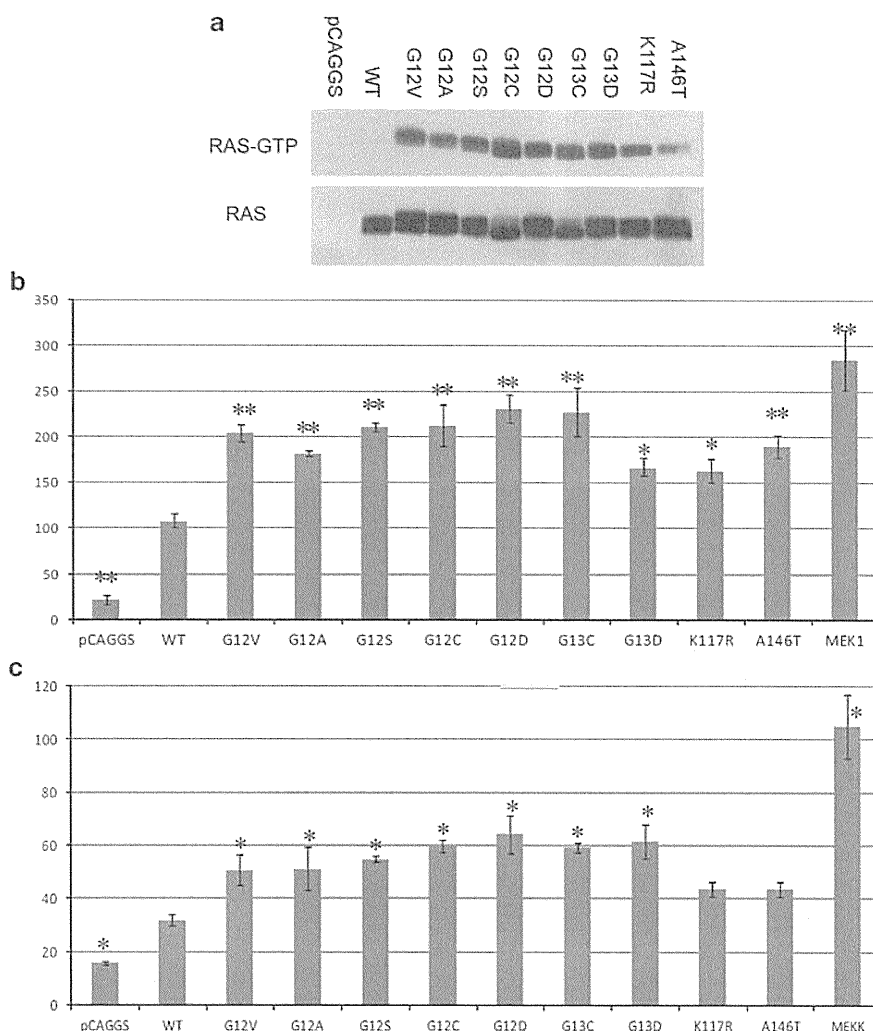 a
pCAGGS WT G12V G12A G12S G12C G12D G13C G13D K117R A146T
RAS-GTP
RAS
b
350
300
250
200
150
100
50
0
** ** ** ** ** ** ** * * ** **
pCAGGS WT G12V G12A G12S G12C G12D G13C G13D K117R A146T MEK1
c
120
100
80
60
40
20
0
* * * * * * * * *
pCAGGS WT G12V G12A G12S G12C G12D G13C G13D K117R A146T MEKK